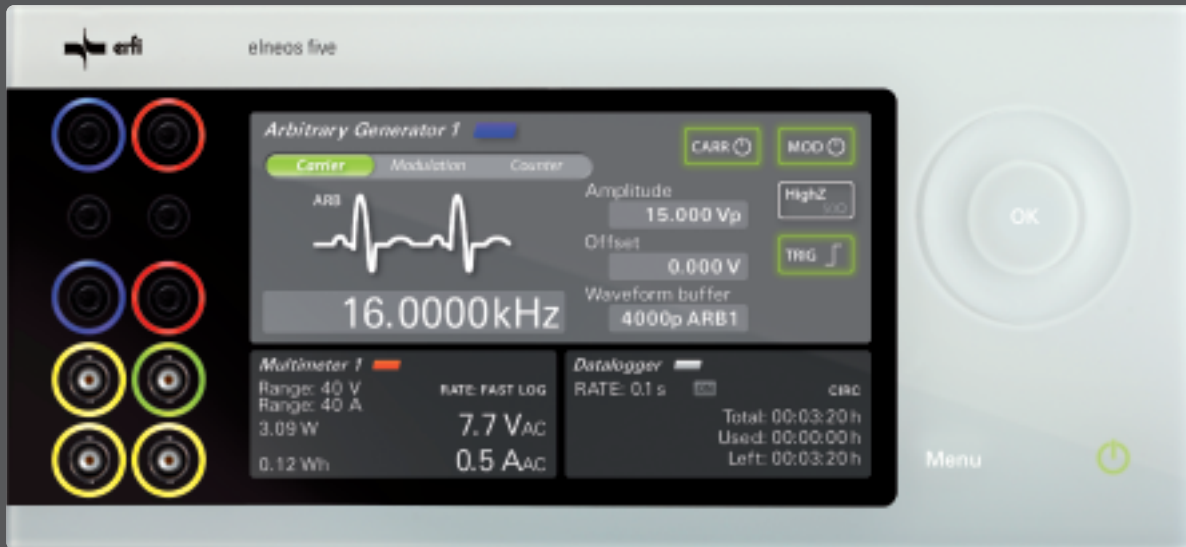 erfi
elneos five
Arbitrary Generator 1
CARR
MOD
Carrier
Modulation
Counter
ARB
Amplitude
15.000 Vp
HighZ
50Ω
Offset
0.000 V
TRIG
Waveform buffer
16.0000kHz
4000p ARB1
Multimeter 1
Range: 40 V
Range: 40 A
RATE: FAST LOG
3.09 W
7.7 VAC
0.12 Wh
0.5 AAC
Datalogger
RATE: 0.1 s
CIRC
Total: 00:03:20 h
Used: 00:00:00 h
Left: 00:03:20 h
OK
Menu